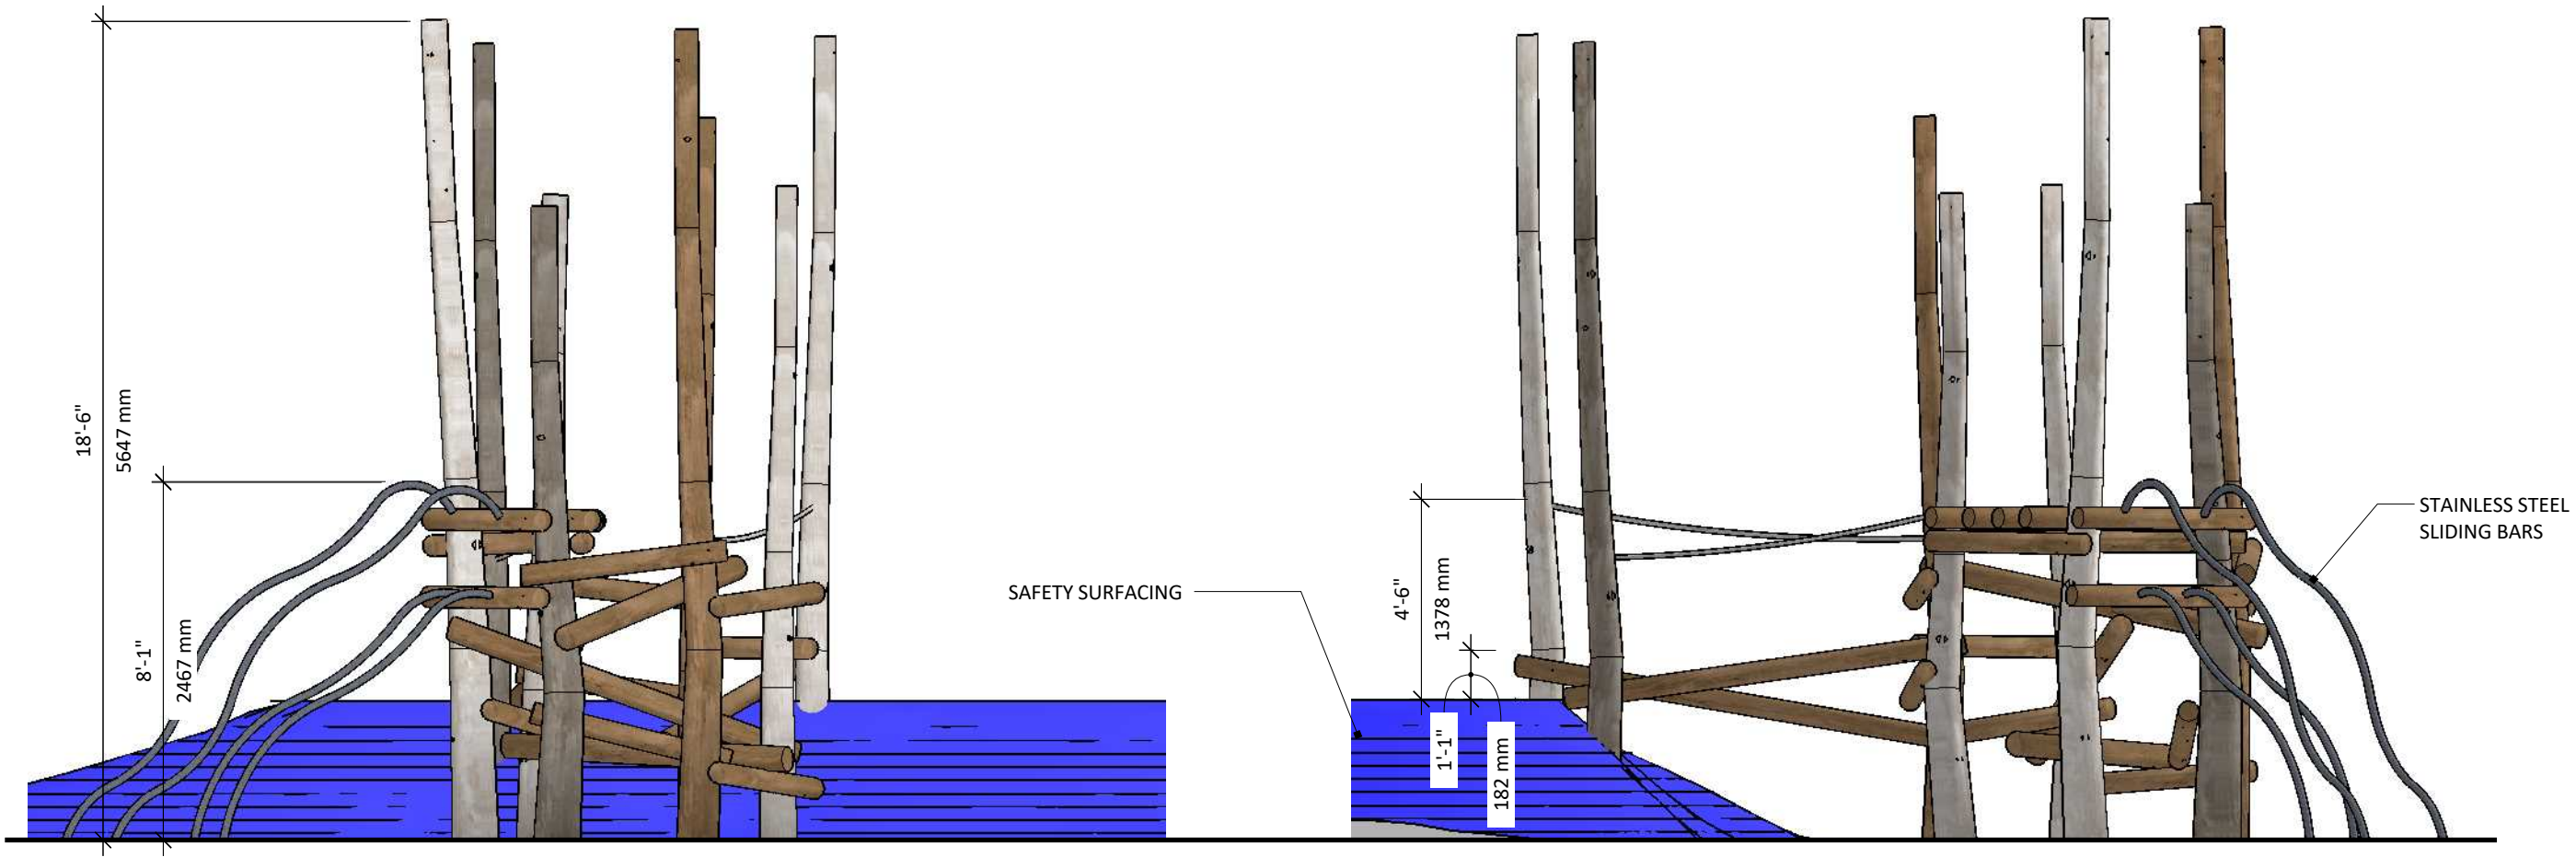 18'-6"
5647 mm
8'-1"
2467 mm
SAFETY SURFACING
4'-6"
1378 mm
1'-1"
182 mm
STAINLESS STEEL
SLIDING BARS